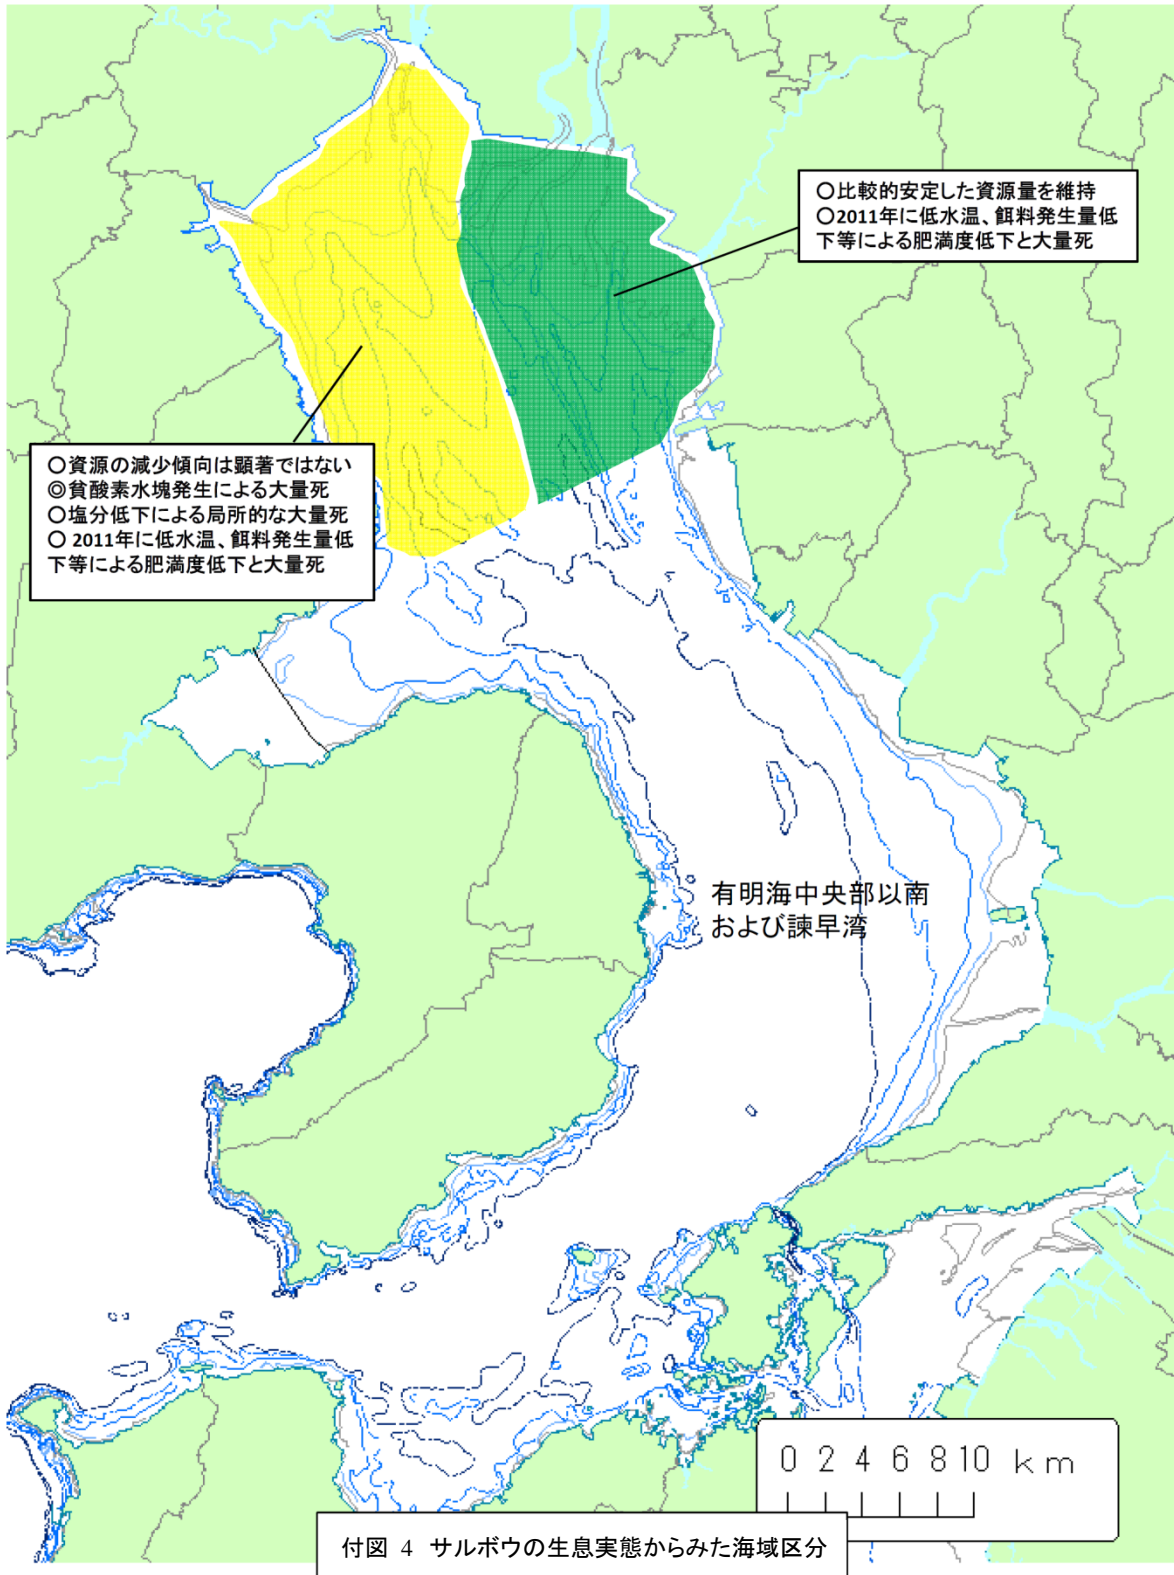 ○比較的安定した資源量を維持
○2011年に低水温、餌料発生量低
下等による肥満度低下と大量死
○資源の減少傾向は顕著ではない
◎貧酸素水塊発生による大量死
○塩分低下による局所的な大量死
○ 2011年に低水温、餌料発生量低
下等による肥満度低下と大量死
有明海中央部以南
および諫早湾
0 2 4 6 8 10 km
付図 4 サルボウの生息実態からみた海域区分